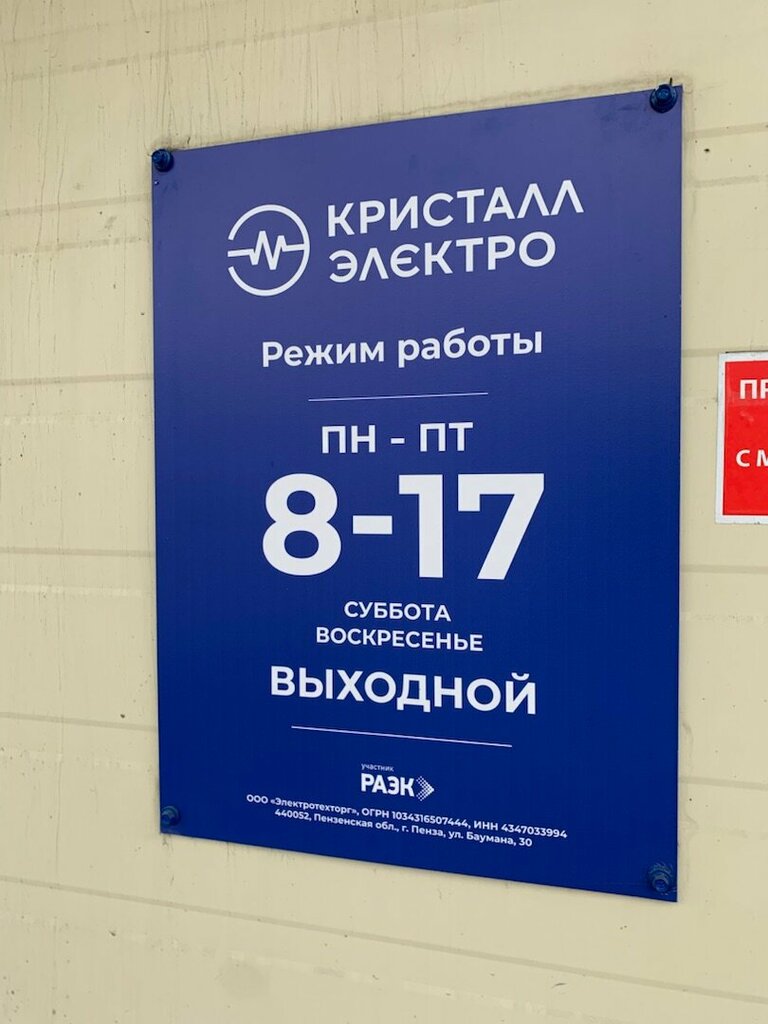 КРИСТАЛЛ
ЭЛЕКТРО
Режим работы
ПН - ПТ
8-17
СУББОТА
ВОСКРЕСЕНЬЕ
ВЫХОДНОЙ
участник
РАЭК
ООО «Электротехторг», ОГРН 1034316507444, ИНН 4347033994
440052, Пензенская обл., г. Пенза, ул. Баумана, 30
ПР
С М